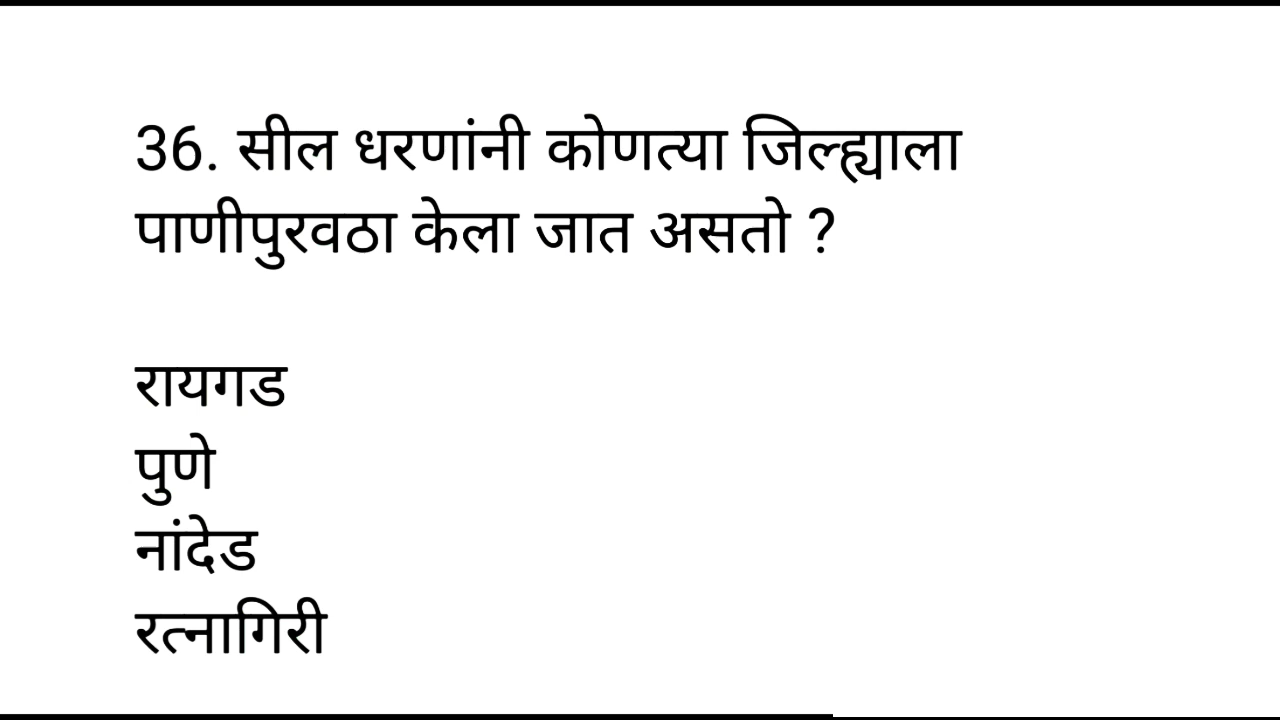 36. सील धरणांनी कोणत्या जिल्ह्याला
पाणीपुरवठा केला जात असतो ?
रायगड
पुणे
नांदेड
रत्नागिरी